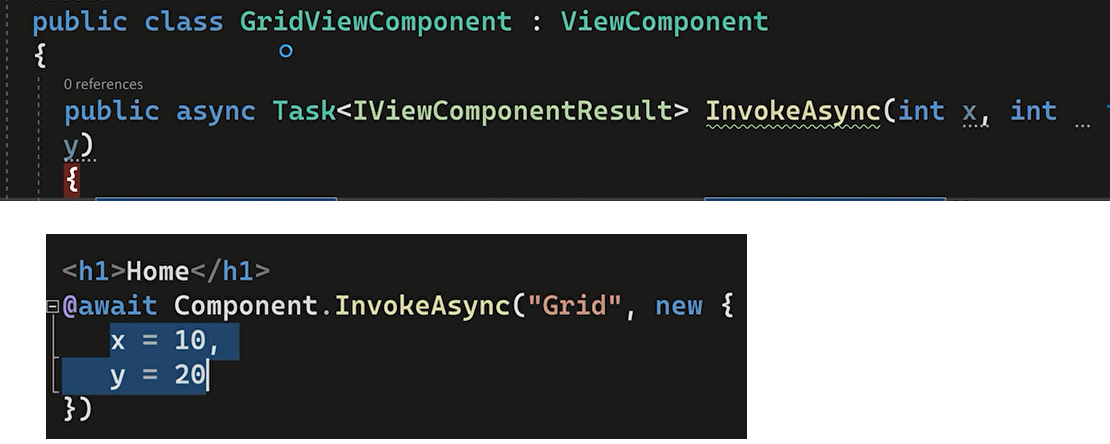 public class GridViewComponent : ViewComponent
{
0 references
public async Task<IViewComponentResult> InvokeAsync(int x, int
y)
{
<h1>Home</h1>
@await Component.InvokeAsync("Grid", new {
x = 10,
y = 20
})